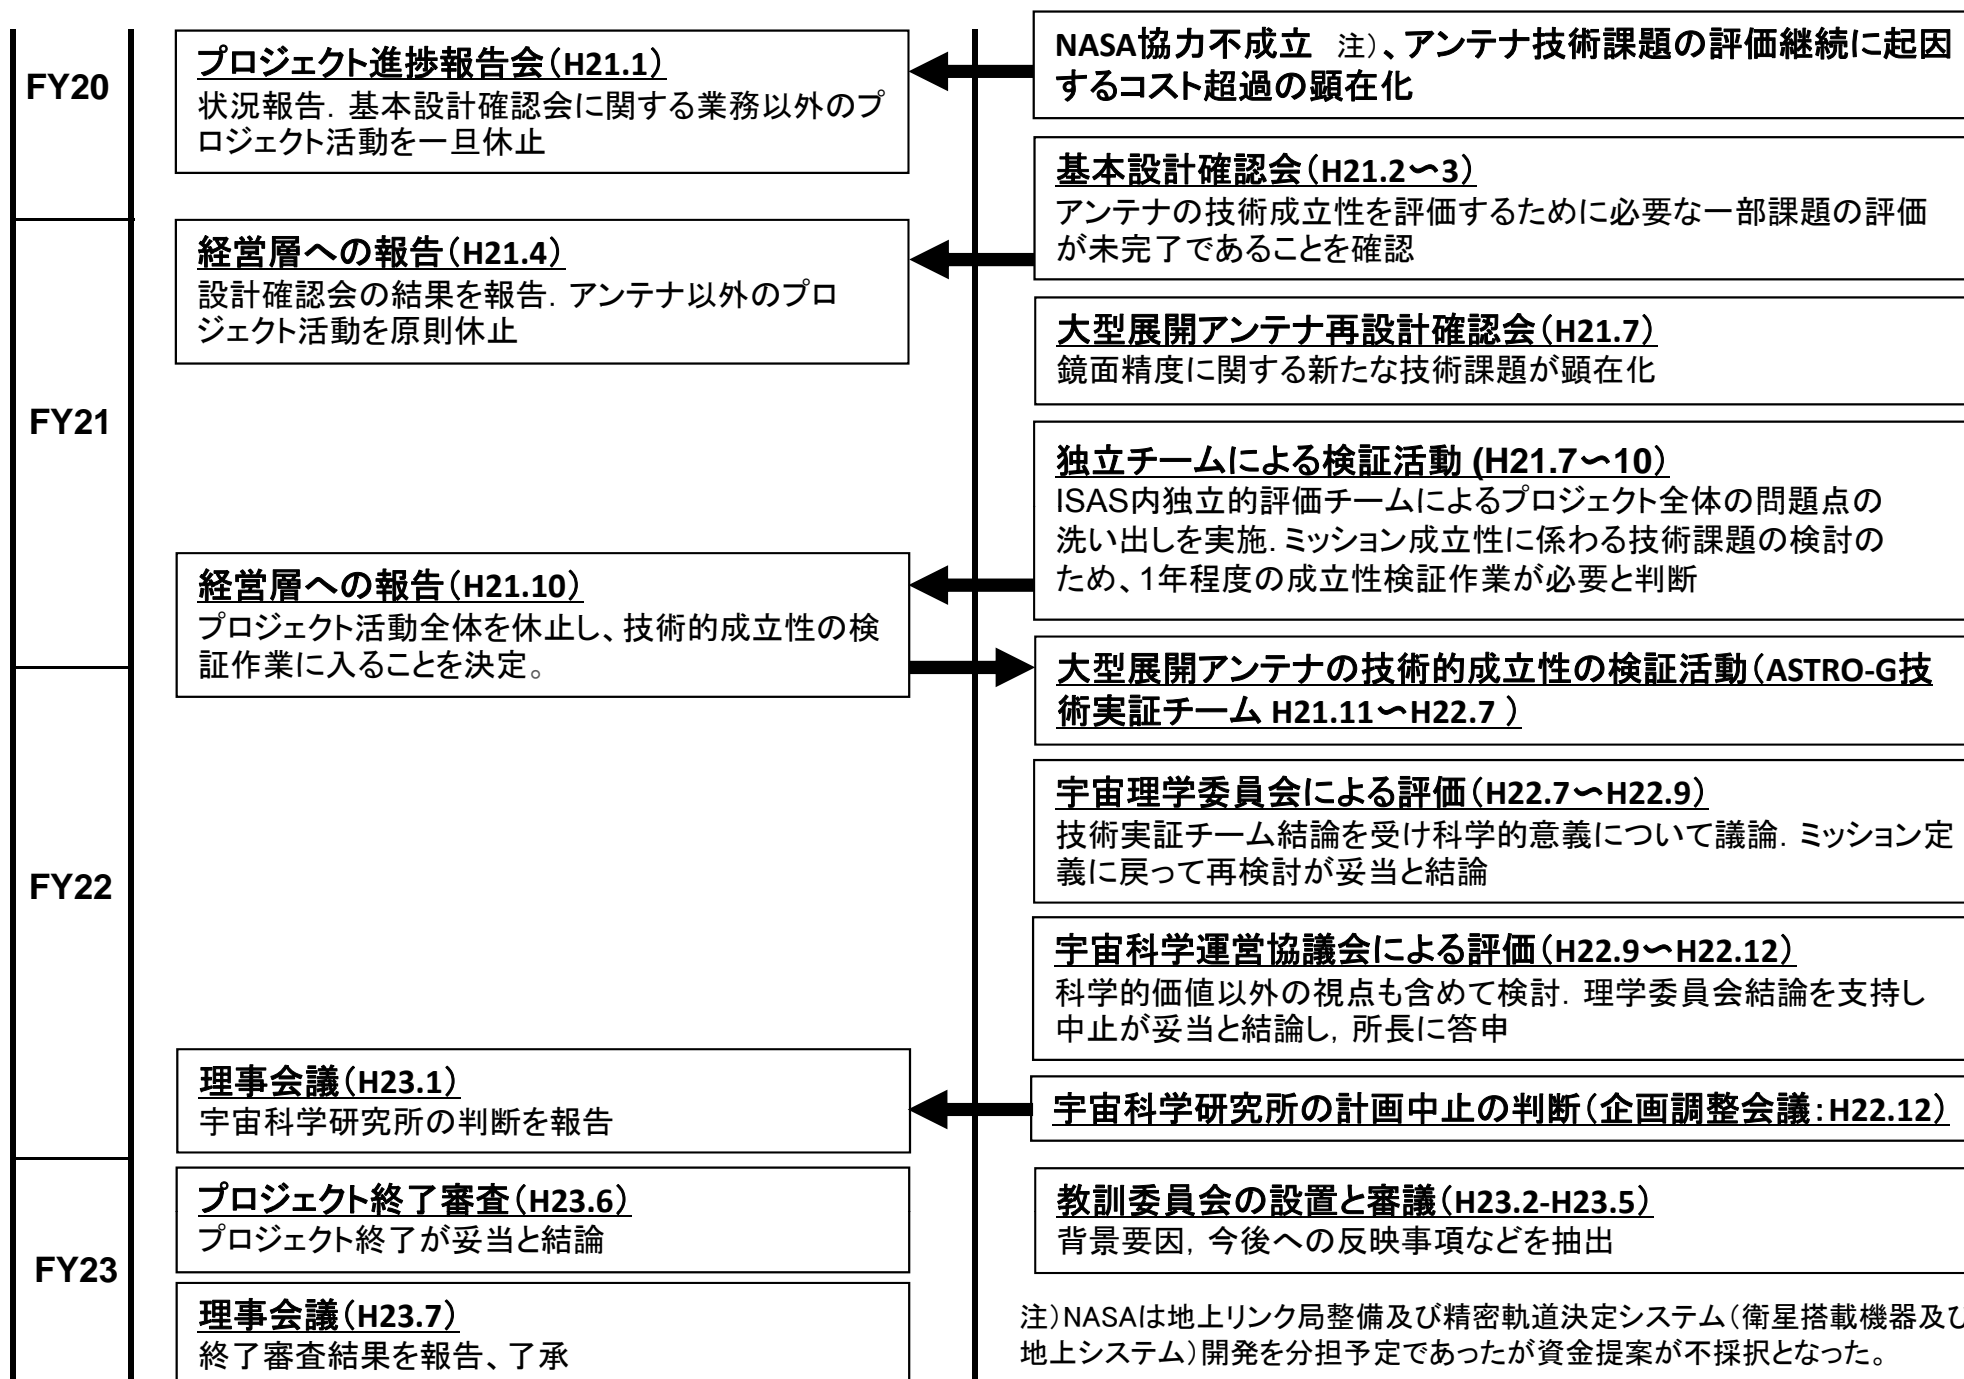 FY20
プロジェクト進捗報告会(H21.1)
状況報告. 基本設計確認会に関する業務以外のプ
ロジェクト活動を一旦休止
NASA協力不成立 注)、アンテナ技術課題の評価継続に起因
するコスト超過の顕在化
基本設計確認会(H21.2〜3)
アンテナの技術成立性を評価するために必要な一部課題の評価
が未完了であることを確認
FY21
経営層への報告(H21.4)
設計確認会の結果を報告. アンテナ以外のプロ
ジェクト活動を原則休止
大型展開アンテナ再設計確認会(H21.7)
鏡面精度に関する新たな技術課題が顕在化
独立チームによる検証活動 (H21.7〜10)
ISAS内独立的評価チームによるプロジェクト全体の問題点の
洗い出しを実施. ミッション成立性に係わる技術課題の検討の
ため、1年程度の成立性検証作業が必要と判断
経営層への報告(H21.10)
プロジェクト活動全体を休止し、技術的成立性の検
証作業に入ることを決定。
大型展開アンテナの技術的成立性の検証活動(ASTRO-G技
術実証チーム H21.11〜H22.7 )
FY22
宇宙理学委員会による評価(H22.7〜H22.9)
技術実証チーム結論を受け科学的意義について議論. ミッション定
義に戻って再検討が妥当と結論
宇宙科学運営協議会による評価(H22.9〜H22.12)
科学的価値以外の視点も含めて検討. 理学委員会結論を支持し
中止が妥当と結論し, 所長に答申
理事会議(H23.1)
宇宙科学研究所の判断を報告
宇宙科学研究所の計画中止の判断(企画調整会議:H22.12)
FY23
プロジェクト終了審査(H23.6)
プロジェクト終了が妥当と結論
教訓委員会の設置と審議(H23.2-H23.5)
背景要因, 今後への反映事項などを抽出
理事会議(H23.7)
終了審査結果を報告、了承
注)NASAは地上リンク局整備及び精密軌道決定システム(衛星搭載機器及び
地上システム)開発を分担予定であったが資金提案が不採択となった。